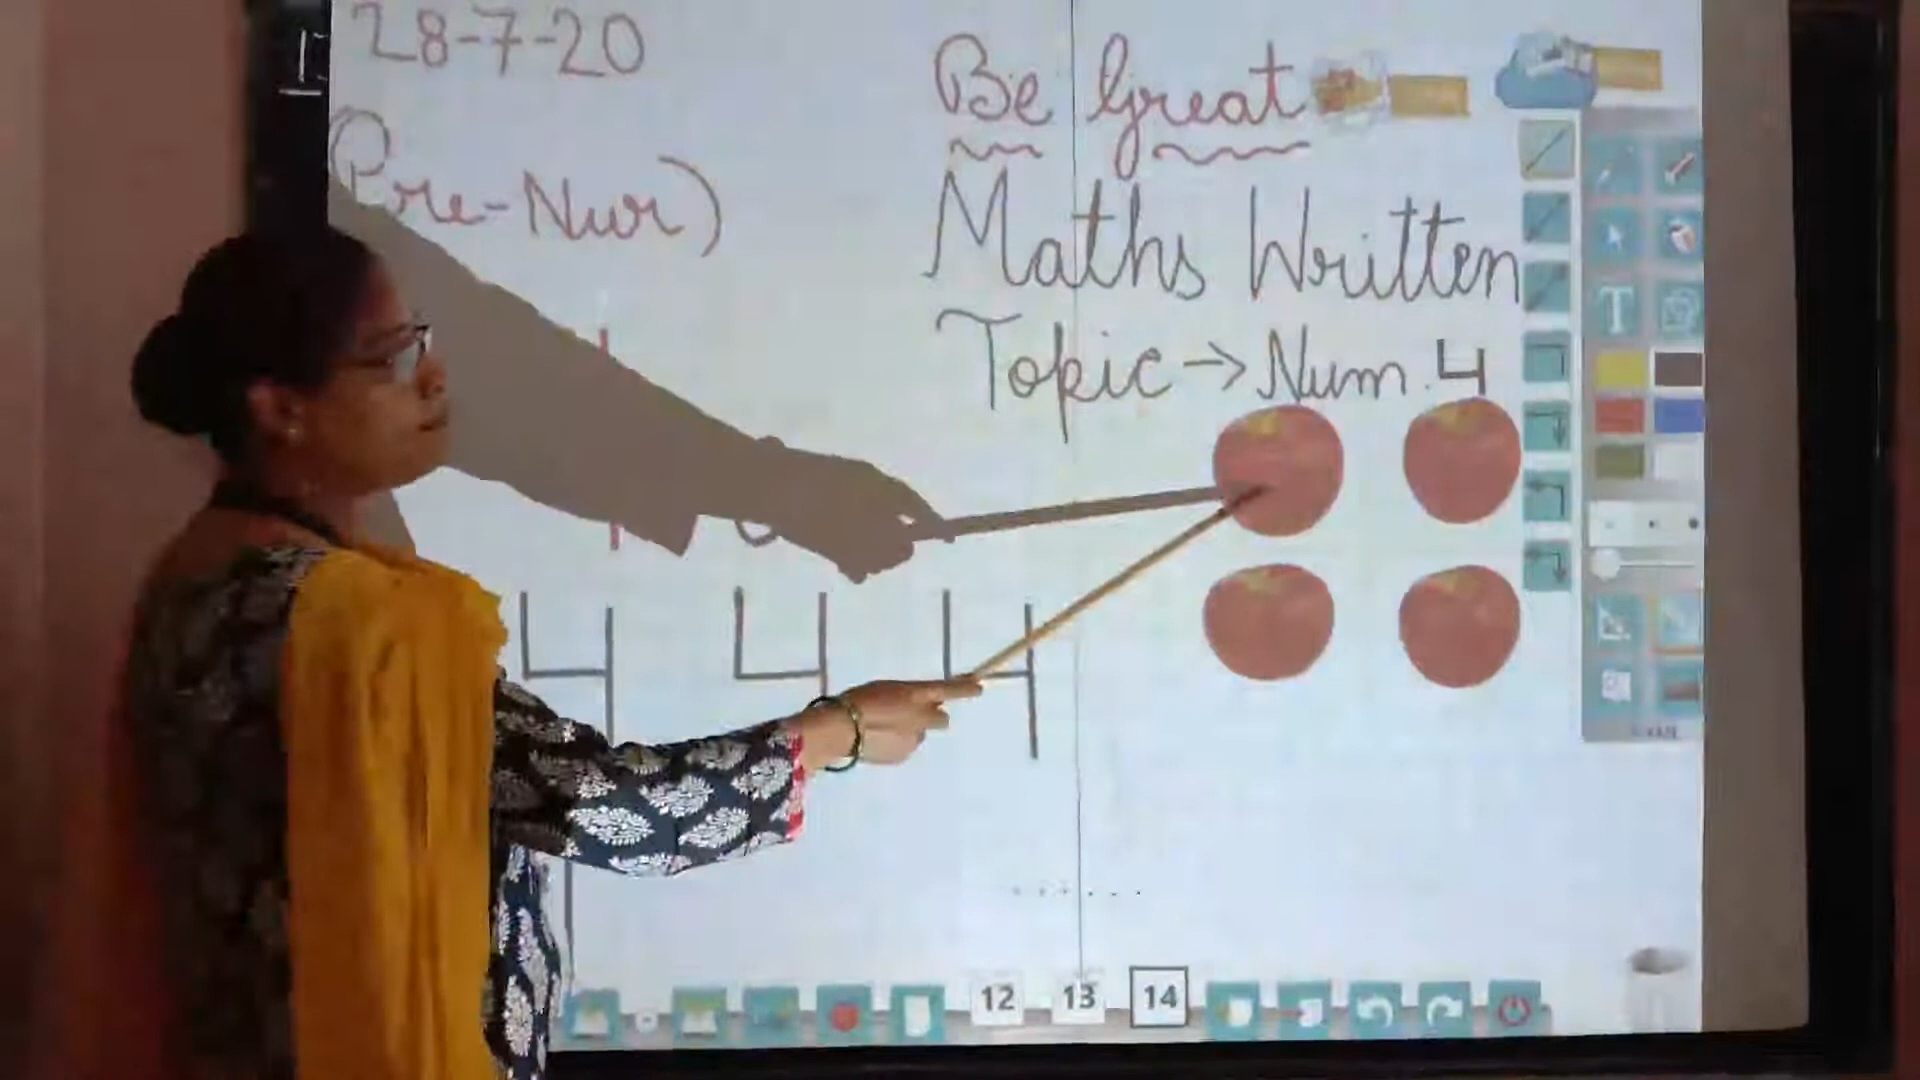 28-7-20
Be Great
Pre-Nur)
Maths Written
Topic → Num. 4
4 4 4
T
12 13 14